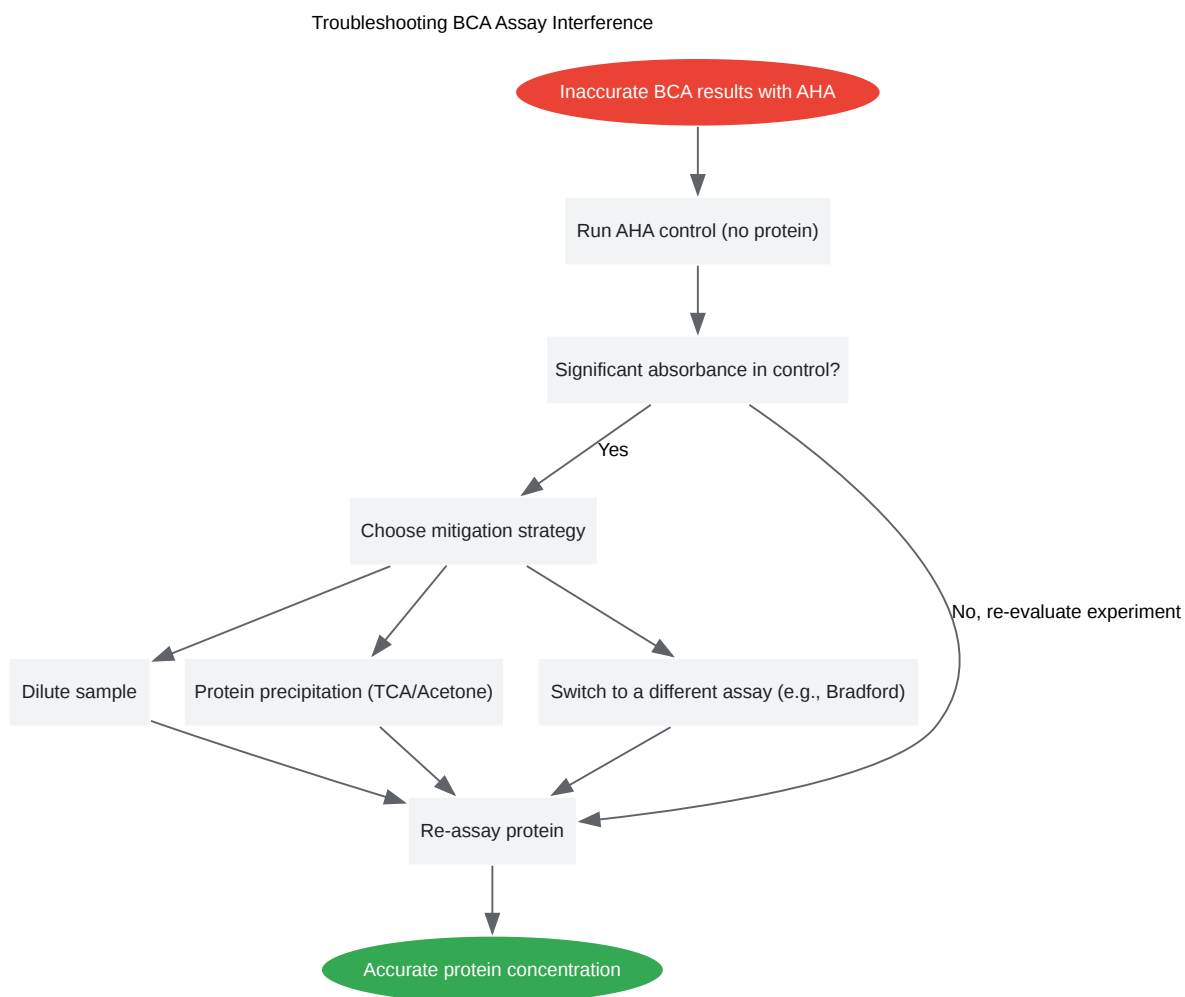 Troubleshooting BCA Assay Interference
Inaccurate BCA results with AHA
Run AHA control (no protein)
Significant absorbance in control?
Yes
Choose mitigation strategy
No, re-evaluate experiment
Dilute sample
Protein precipitation (TCA/Acetone)
Switch to a different assay (e.g., Bradford)
Re-assay protein
Accurate protein concentration